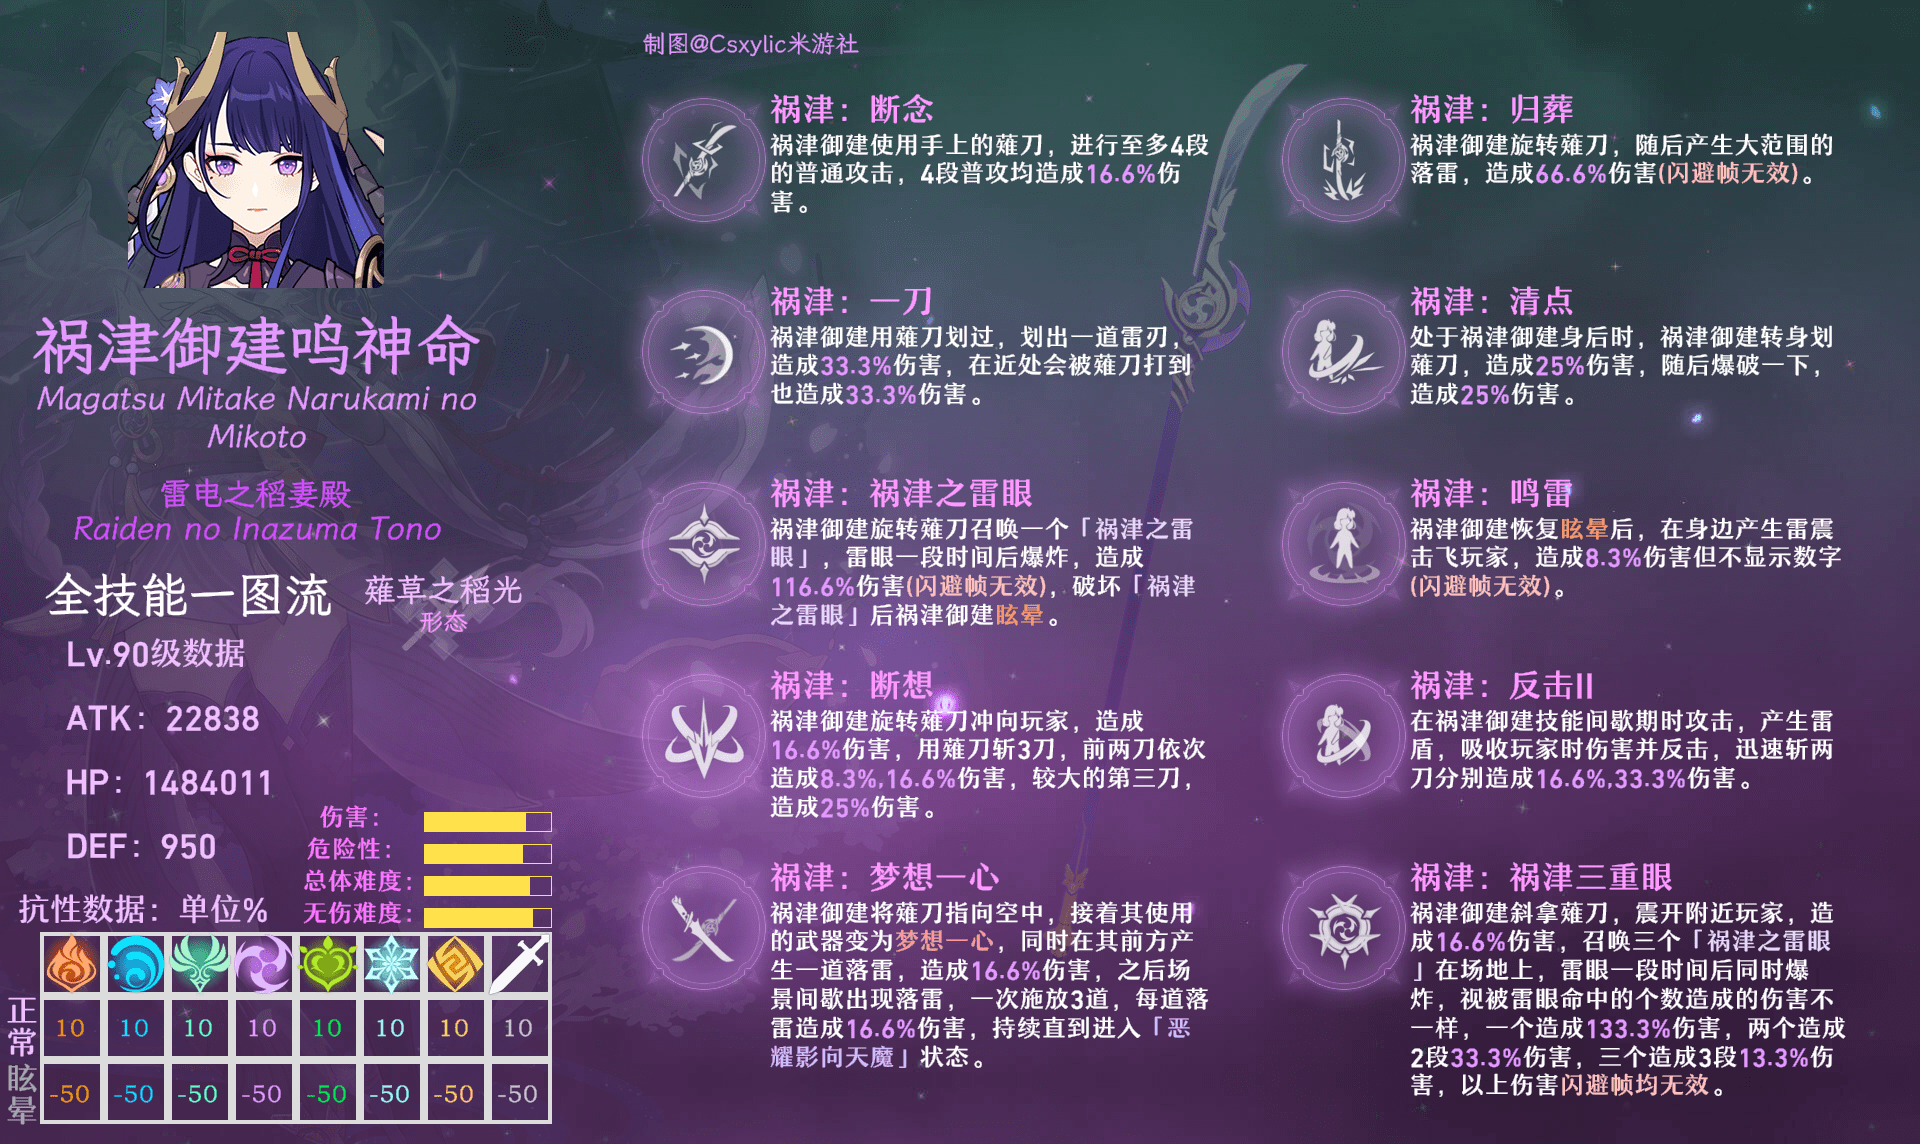 制图@Csxylic米游社
祸津御建鸣神命
Magatsu Mitake Narukami no
Mikoto
雷电之稻妻殿
Raiden no Inazuma Tono
全技能一图流
薙草之稻光
形态
Lv.90级数据
ATK：22838
HP：1484011
DEF：950
伤害：
危险性：
总体难度：
无伤难度：
抗性数据：单位%
正常
10 10 10 10 10 10 10 10
眩晕
-50 -50 -50 -50 -50 -50 -50 -50
祸津：断念
祸津御建使用手上的薙刀，进行至多4段
的普通攻击，4段普攻均造成16.6%伤
害。
祸津：一刀
祸津御建用薙刀划过，划出一道雷刃，
造成33.3%伤害，在近处会被薙刀打到
也造成33.3%伤害。
祸津：祸津之雷眼
祸津御建旋转薙刀召唤一个「祸津之雷
眼」，雷眼一段时间后爆炸，造成
116.6%伤害(闪避帧无效)，破坏「祸津
之雷眼」后祸津御建眩晕。
祸津：断想
祸津御建旋转薙刀冲向玩家，造成
16.6%伤害，用薙刀斩3刀，前两刀依次
造成8.3%,16.6%伤害，较大的第三刀，
造成25%伤害。
祸津：梦想一心
祸津御建将薙刀指向空中，接着其使用
的武器变为梦想一心，同时在其前方产
生一道落雷，造成16.6%伤害，之后场
景间歇出现落雷，一次施放3道，每道落
雷造成16.6%伤害，持续直到进入「恶
耀影向天魔」状态。
祸津：归葬
祸津御建旋转薙刀，随后产生大范围的
落雷，造成66.6%伤害(闪避帧无效)。
祸津：清点
处于祸津御建身后时，祸津御建转身划
薙刀，造成25%伤害，随后爆破一下，
造成25%伤害。
祸津：鸣雷
祸津御建恢复眩晕后，在身边产生雷震
击飞玩家，造成8.3%伤害但不显示数字
(闪避帧无效)。
祸津：反击II
在祸津御建技能间歇期时攻击，产生雷
盾，吸收玩家时伤害并反击，迅速斩两
刀分别造成16.6%,33.3%伤害。
祸津：祸津三重眼
祸津御建斜拿薙刀，震开附近玩家，造
成16.6%伤害，召唤三个「祸津之雷眼
」在场地上，雷眼一段时间后同时爆
炸，视被雷眼命中的个数造成的伤害不
一样，一个造成133.3%伤害，两个造成
2段33.3%伤害，三个造成3段13.3%伤
害，以上伤害闪避帧均无效。